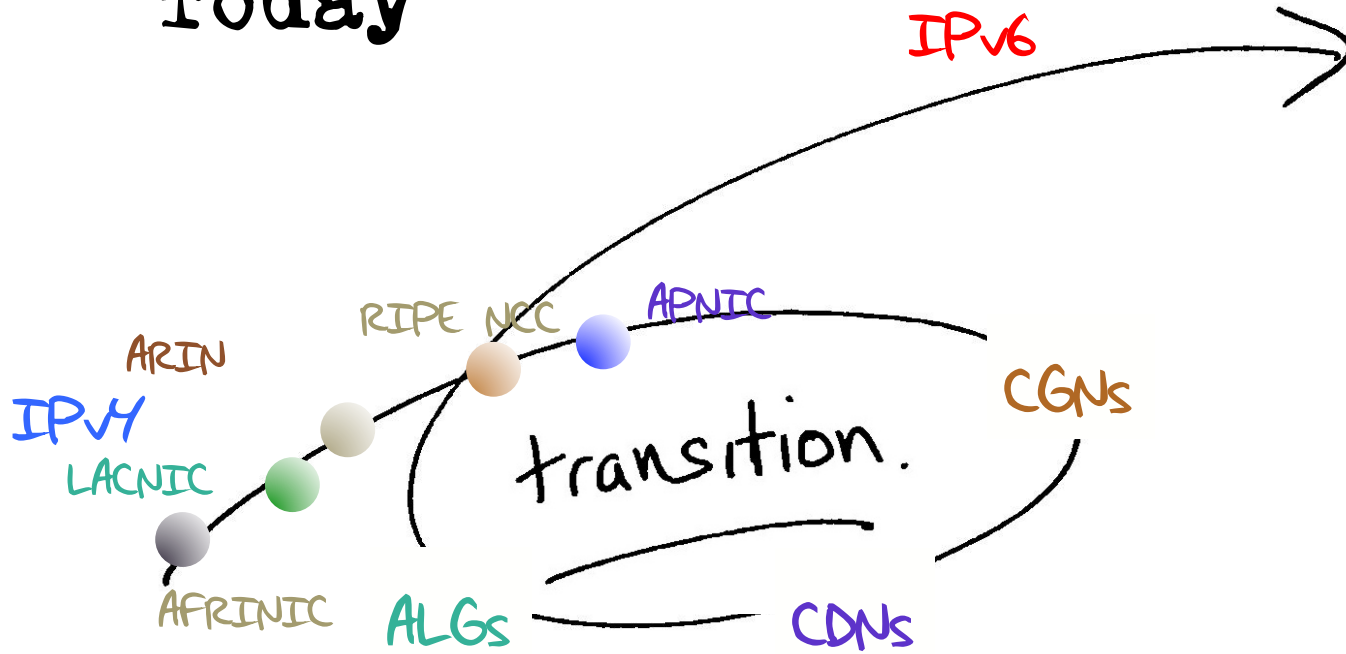 Today
IPv6
RIPE NCC
APNIC
ARIN
CGNs
IPv4
transition.
LACNIC
AFRINIC
ALGs
CDNs